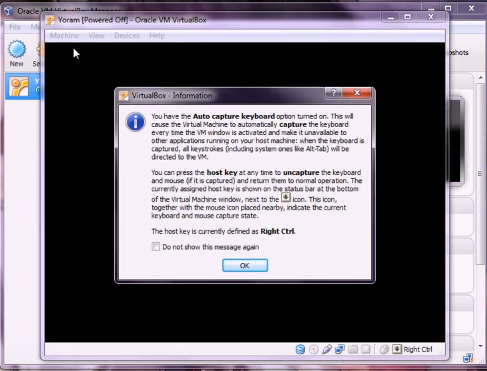 Oracle VM VirtualBox Manager
Yoram [Powered Off] - Oracle VM VirtualBox
Machine View Devices Help
New
shots
VirtualBox - Information
You have the Auto capture keyboard option turned on. This will
cause the Virtual Machine to automatically capture the keyboard
every time the VM window is activated and make it unavailable to
other applications running on your host machine: when the keyboard is
captured, all keystrokes (including system ones like Alt-Tab) will be
directed to the VM.
You can press the host key at any time to uncapture the keyboard
and mouse (if it is captured) and return them to normal operation. The
currently assigned host key is shown on the status bar at the bottom
of the Virtual Machine window, next to the icon. This icon,
together with the mouse icon placed nearby, indicate the current
keyboard and mouse capture state.
The host key is currently defined as Right Ctrl.
Do not show this message again
OK
Right Ctrl